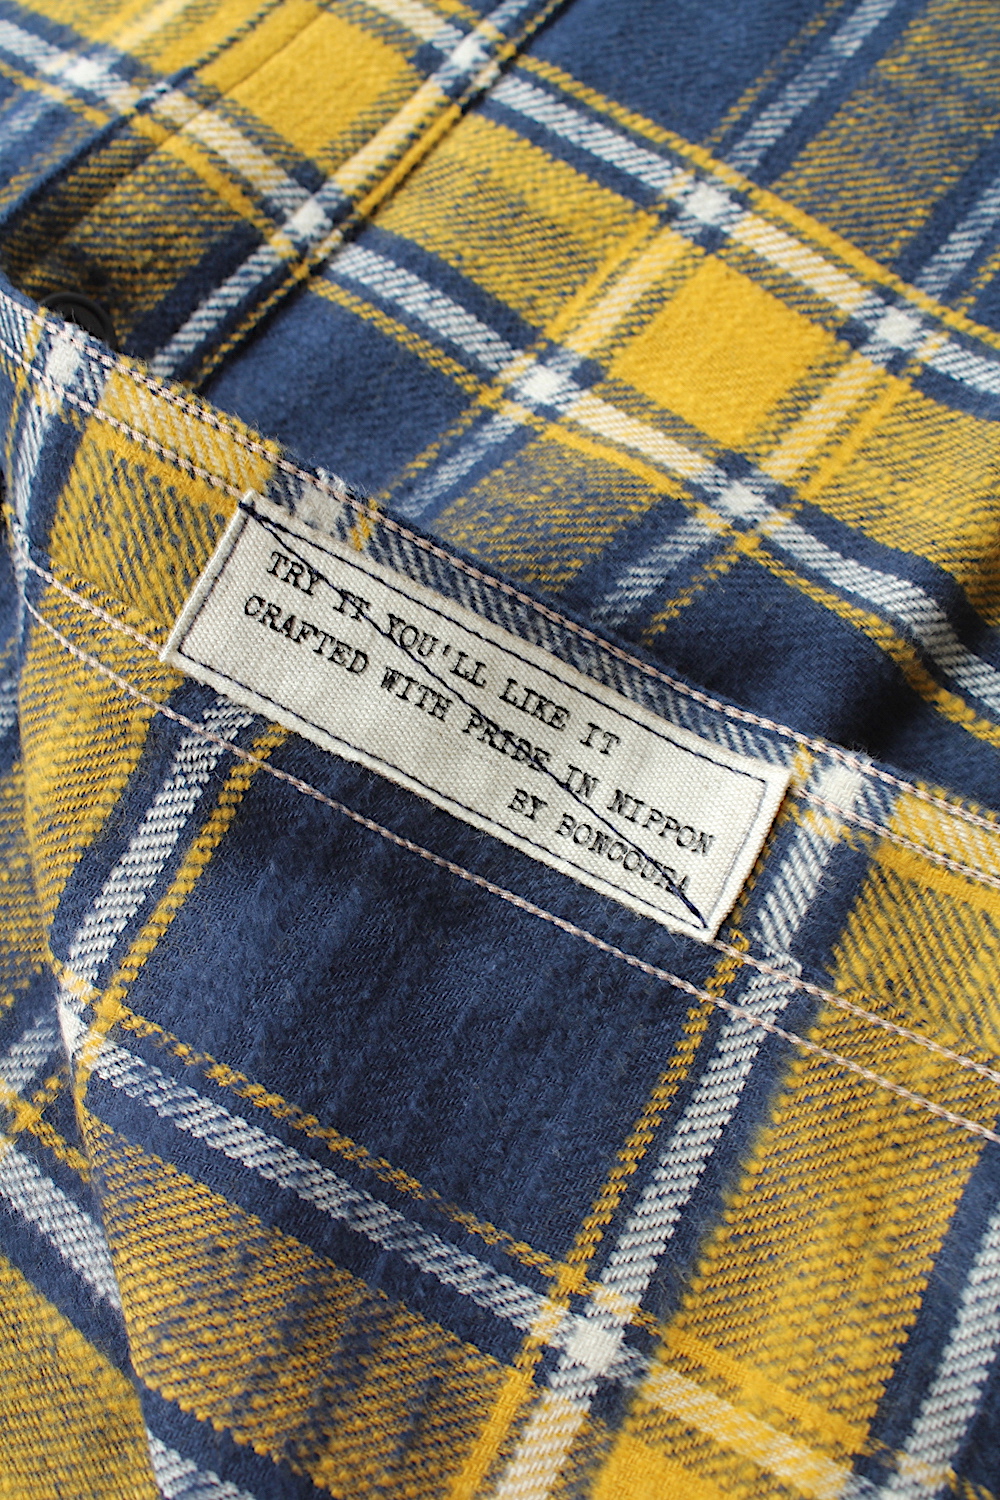 TRY IT YOU'LL LIKE IT
CRAFTED WITH PRIDE IN NIPPON
BY BONCOURA